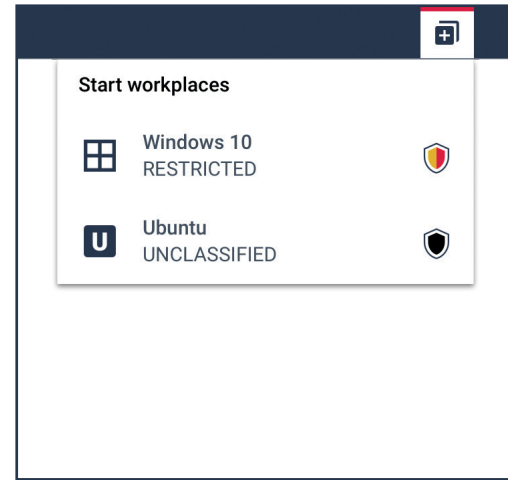 Start workplaces
Windows 10
RESTRICTED
U
Ubuntu
UNCLASSIFIED